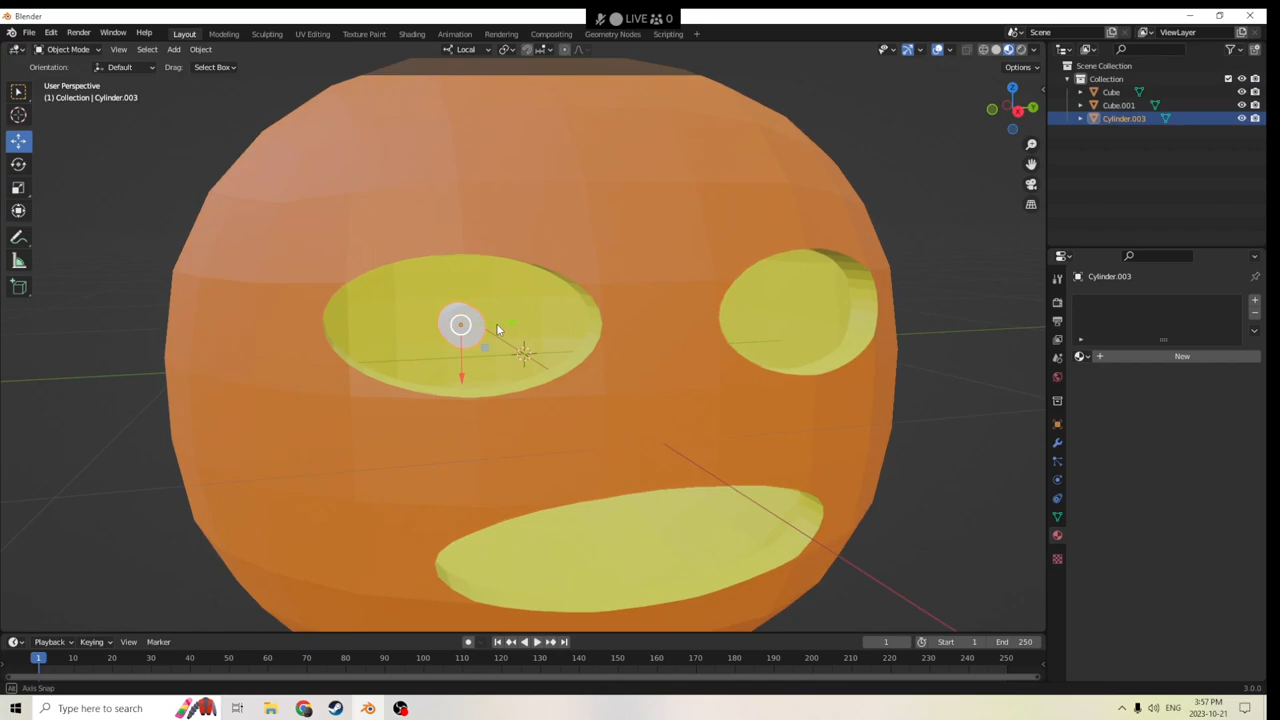 LIVE 0
Blender
File Edit Render Window Help Layout Modeling Sculpting UV Editing Texture Paint Shading Animation Rendering Compositing Geometry Nodes Scripting + Scene ViewLayer
Object Mode View Select Add Object Local
Orientation: Default Drag: Select Box Options
User Perspective
(1) Collection | Cylinder.003
Z
Y
X
Scene Collection
Collection
Cube
Cube.001
Cylinder.003
Cylinder.003
New
Playback Keying View Marker 1 Start 1 End 250
1 10 20 30 40 50 60 70 80 90 100 110 120 130 140 150 160 170 180 190 200 210 220 230 240 250
Axis Snap 3.0.0
Type here to search ENG 3:57 PM
2023-10-21